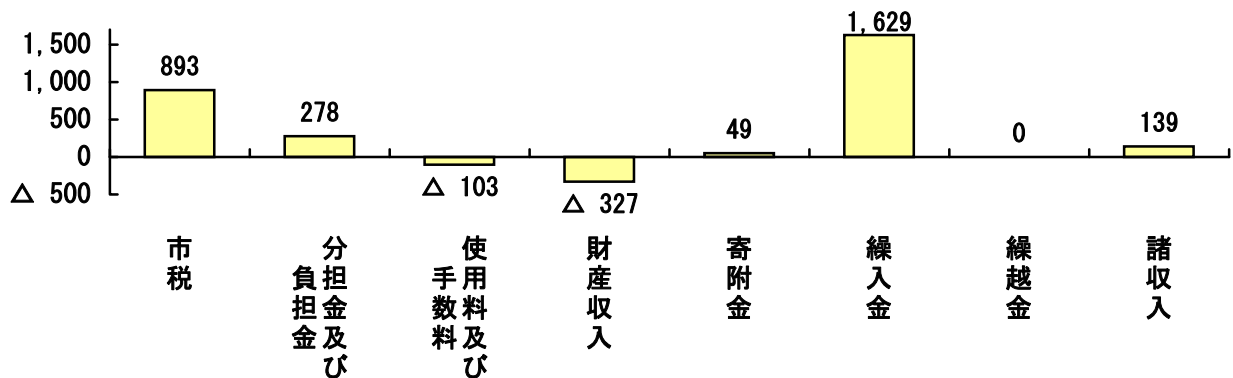 1,500
1,000
500
0
△ 500
893
278
△ 103
△ 327
49
1,629
0
139
市税
分担金及び
負担金
使用料及び
手数料
財産収入
寄附金
繰入金
繰越金
諸収入